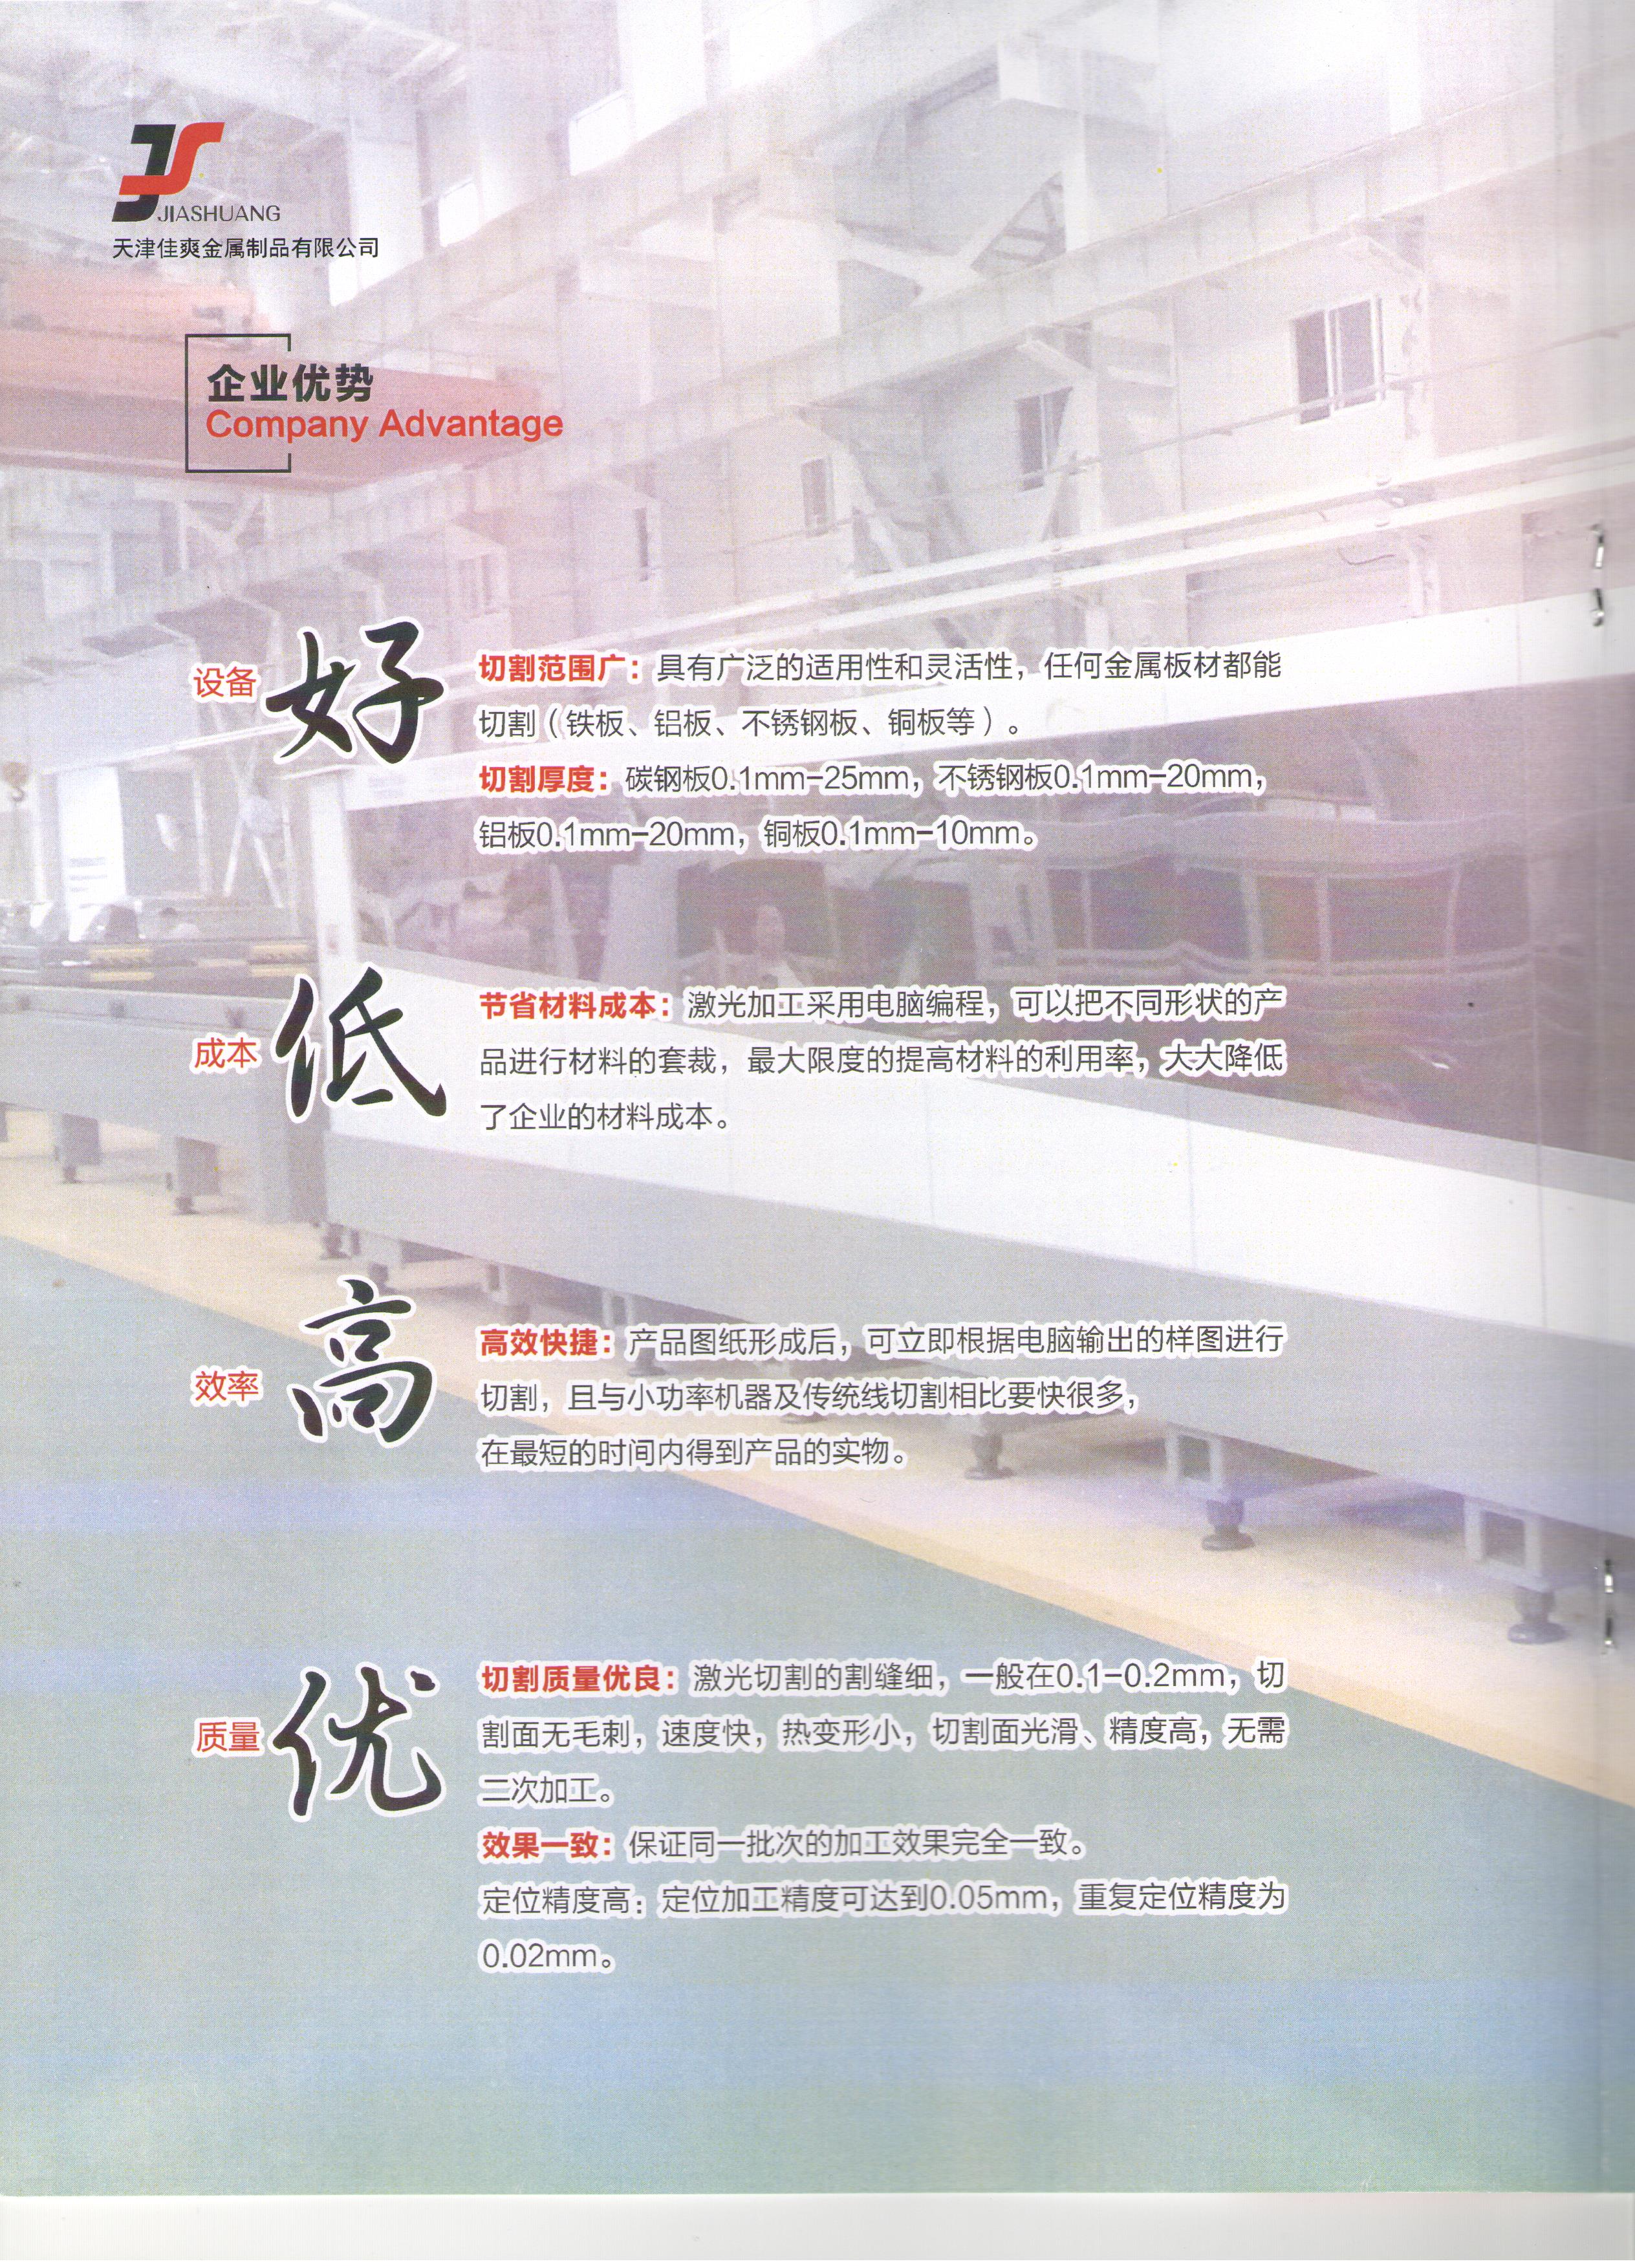 JIASHUANG
天津佳爽金属制品有限公司
企业优势
Company Advantage
设备 好
切割范围广：具有广泛的适用性和灵活性，任何金属板材都能
切割（铁板、铝板、不锈钢板、铜板等）。
切割厚度：碳钢板0.1mm-25mm，不锈钢板0.1mm-20mm，
铝板0.1mm-20mm，铜板0.1mm-10mm。
成本 低
节省材料成本：激光加工采用电脑编程，可以把不同形状的产
品进行材料的套裁，最大限度的提高材料的利用率，大大降低
了企业的材料成本。
效率 高
高效快捷：产品图纸形成后，可立即根据电脑输出的样图进行
切割，且与小功率机器及传统线切割相比要快很多，
在最短的时间内得到产品的实物。
质量 优
切割质量优良：激光切割的割缝细，一般在0.1-0.2mm，切
割面无毛刺，速度快，热变形小，切割面光滑、精度高，无需
二次加工。
效果一致：保证同一批次的加工效果完全一致。
定位精度高：定位加工精度可达到0.05mm，重复定位精度为
0.02mm。